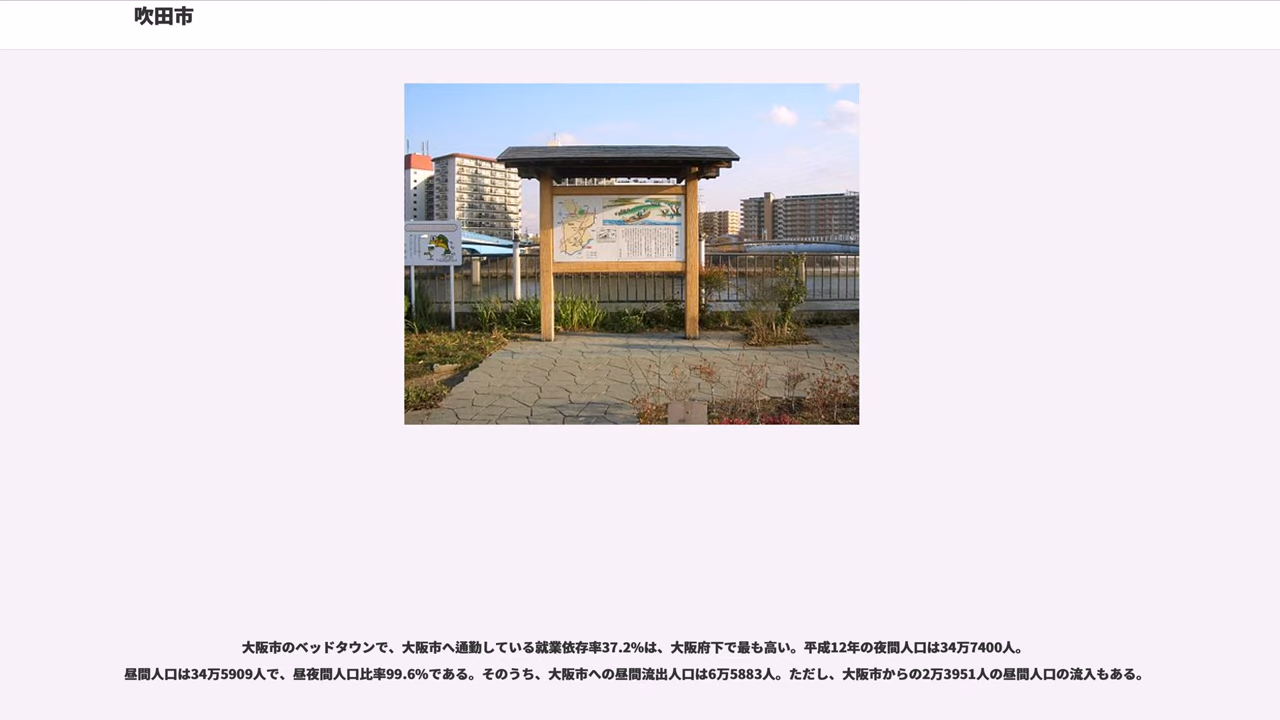 吹田市
大阪市のベッドタウンで、大阪市へ通勤している就業依存率37.2%は、大阪府下で最も高い。平成12年の夜間人口は34万7400人。
昼間人口は34万5909人で、昼夜間人口比率99.6%である。そのうち、大阪市への昼間流出人口は6万5883人。ただし、大阪市からの2万3951人の昼間人口の流入もある。